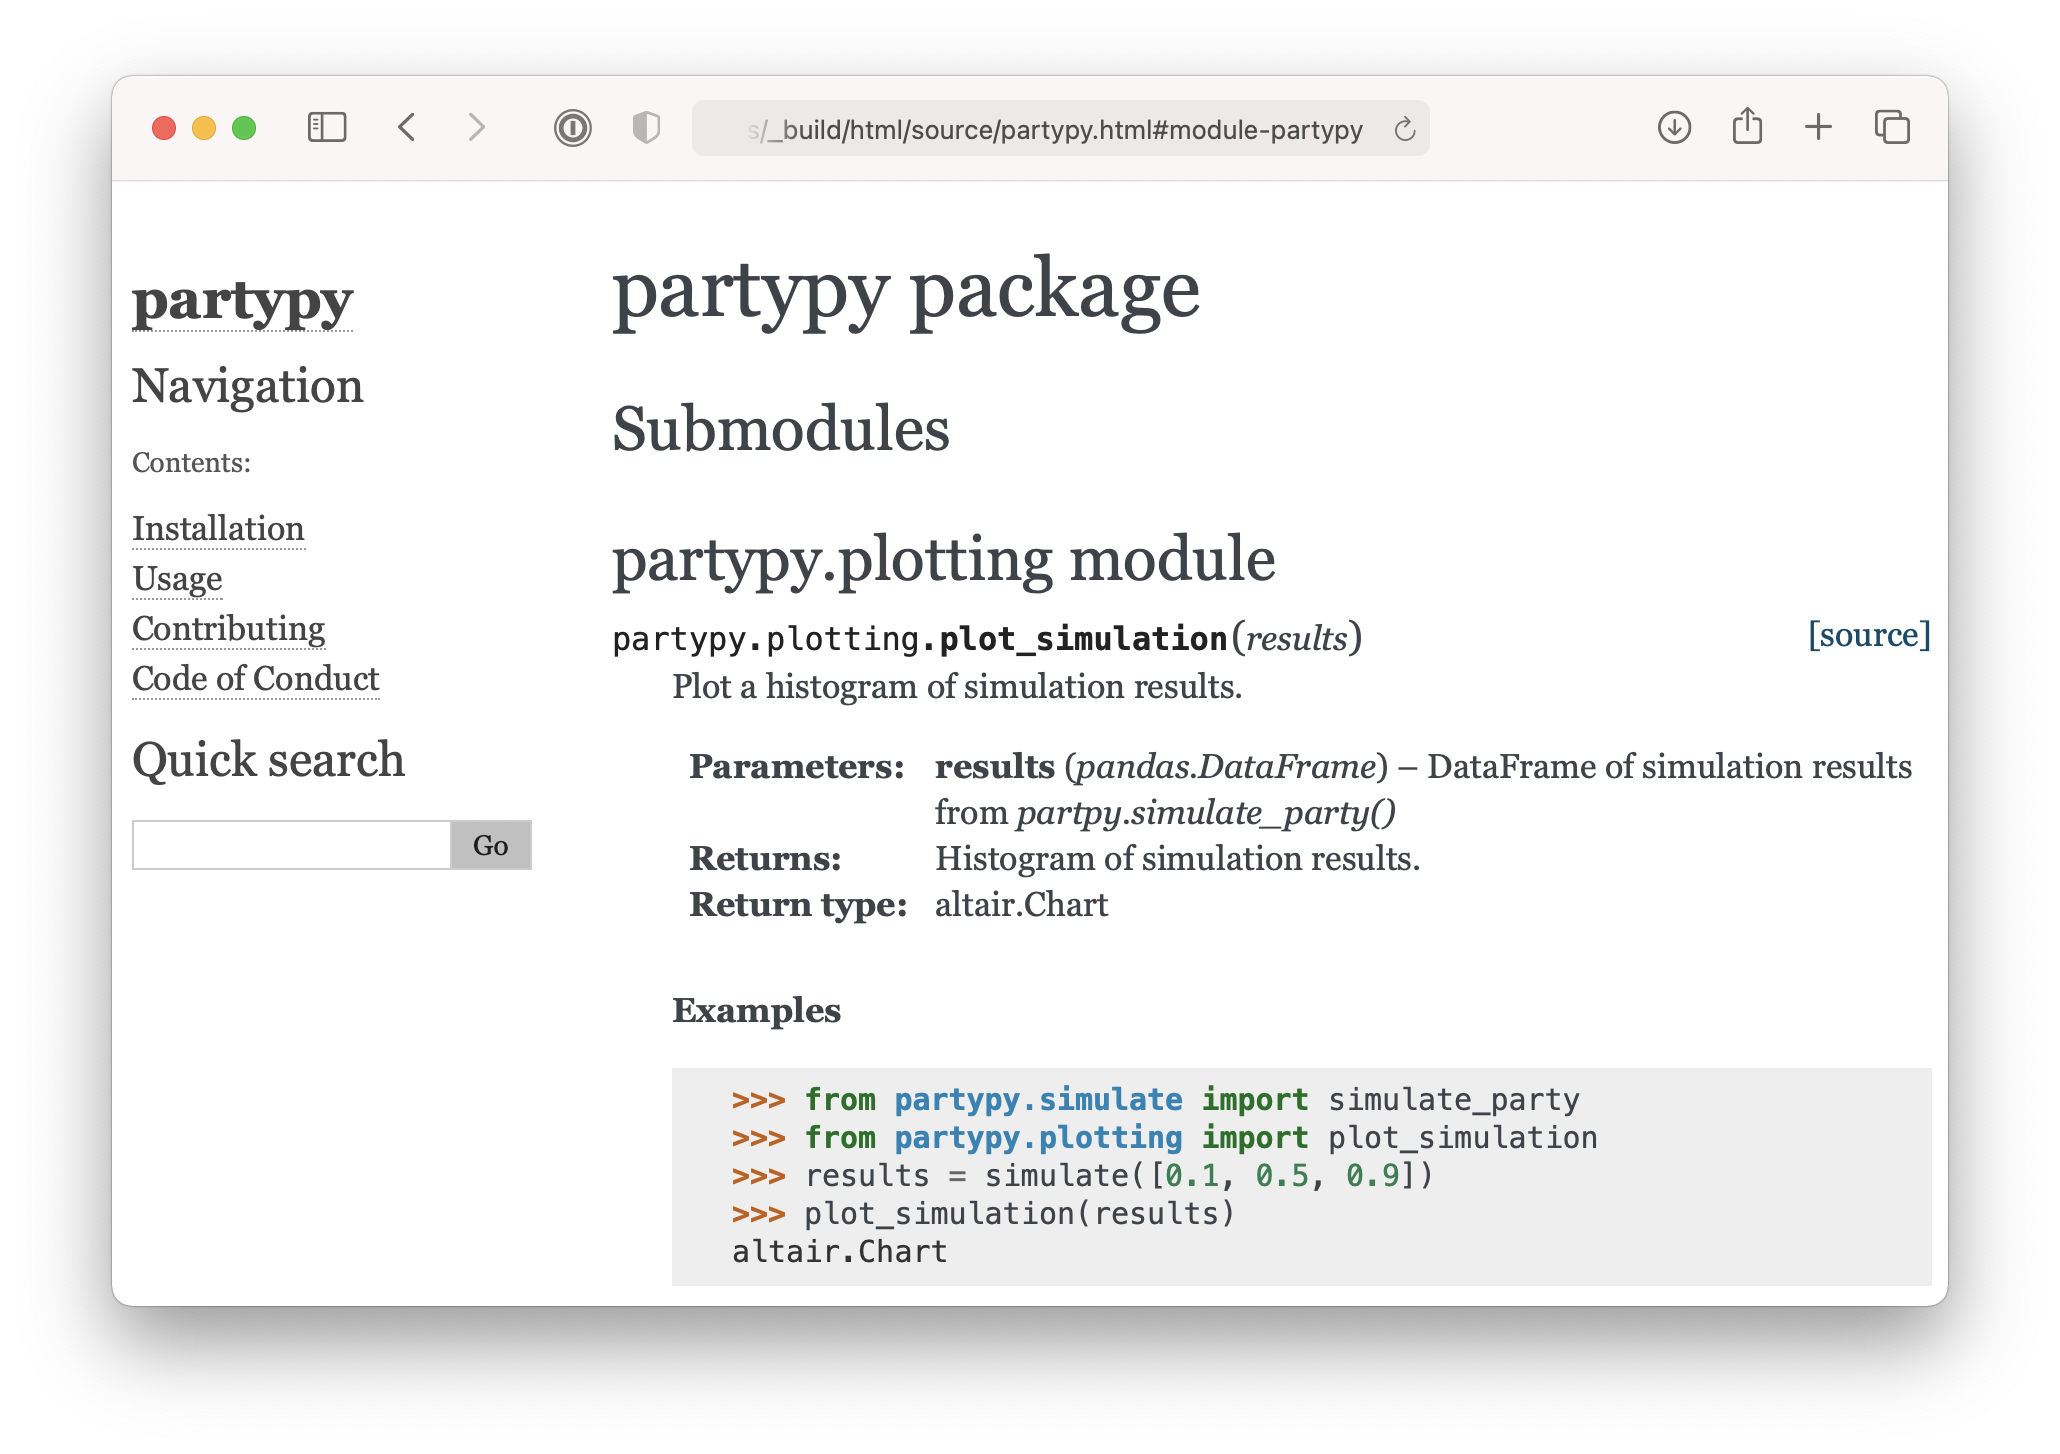 s/_build/html/source/partypy.html#module-partypy
partypy
Navigation
Contents:
Installation
Usage
Contributing
Code of Conduct
Quick search
Go
partypy package
Submodules
partypy.plotting module
partypy.plotting.plot_simulation(results) [source]
Plot a histogram of simulation results.
Parameters: results (pandas.DataFrame) – DataFrame of simulation results
from partpy.simulate_party()
Returns: Histogram of simulation results.
Return type: altair.Chart
Examples
>>> from partypy.simulate import simulate_party
>>> from partypy.plotting import plot_simulation
>>> results = simulate([0.1, 0.5, 0.9])
>>> plot_simulation(results)
altair.Chart